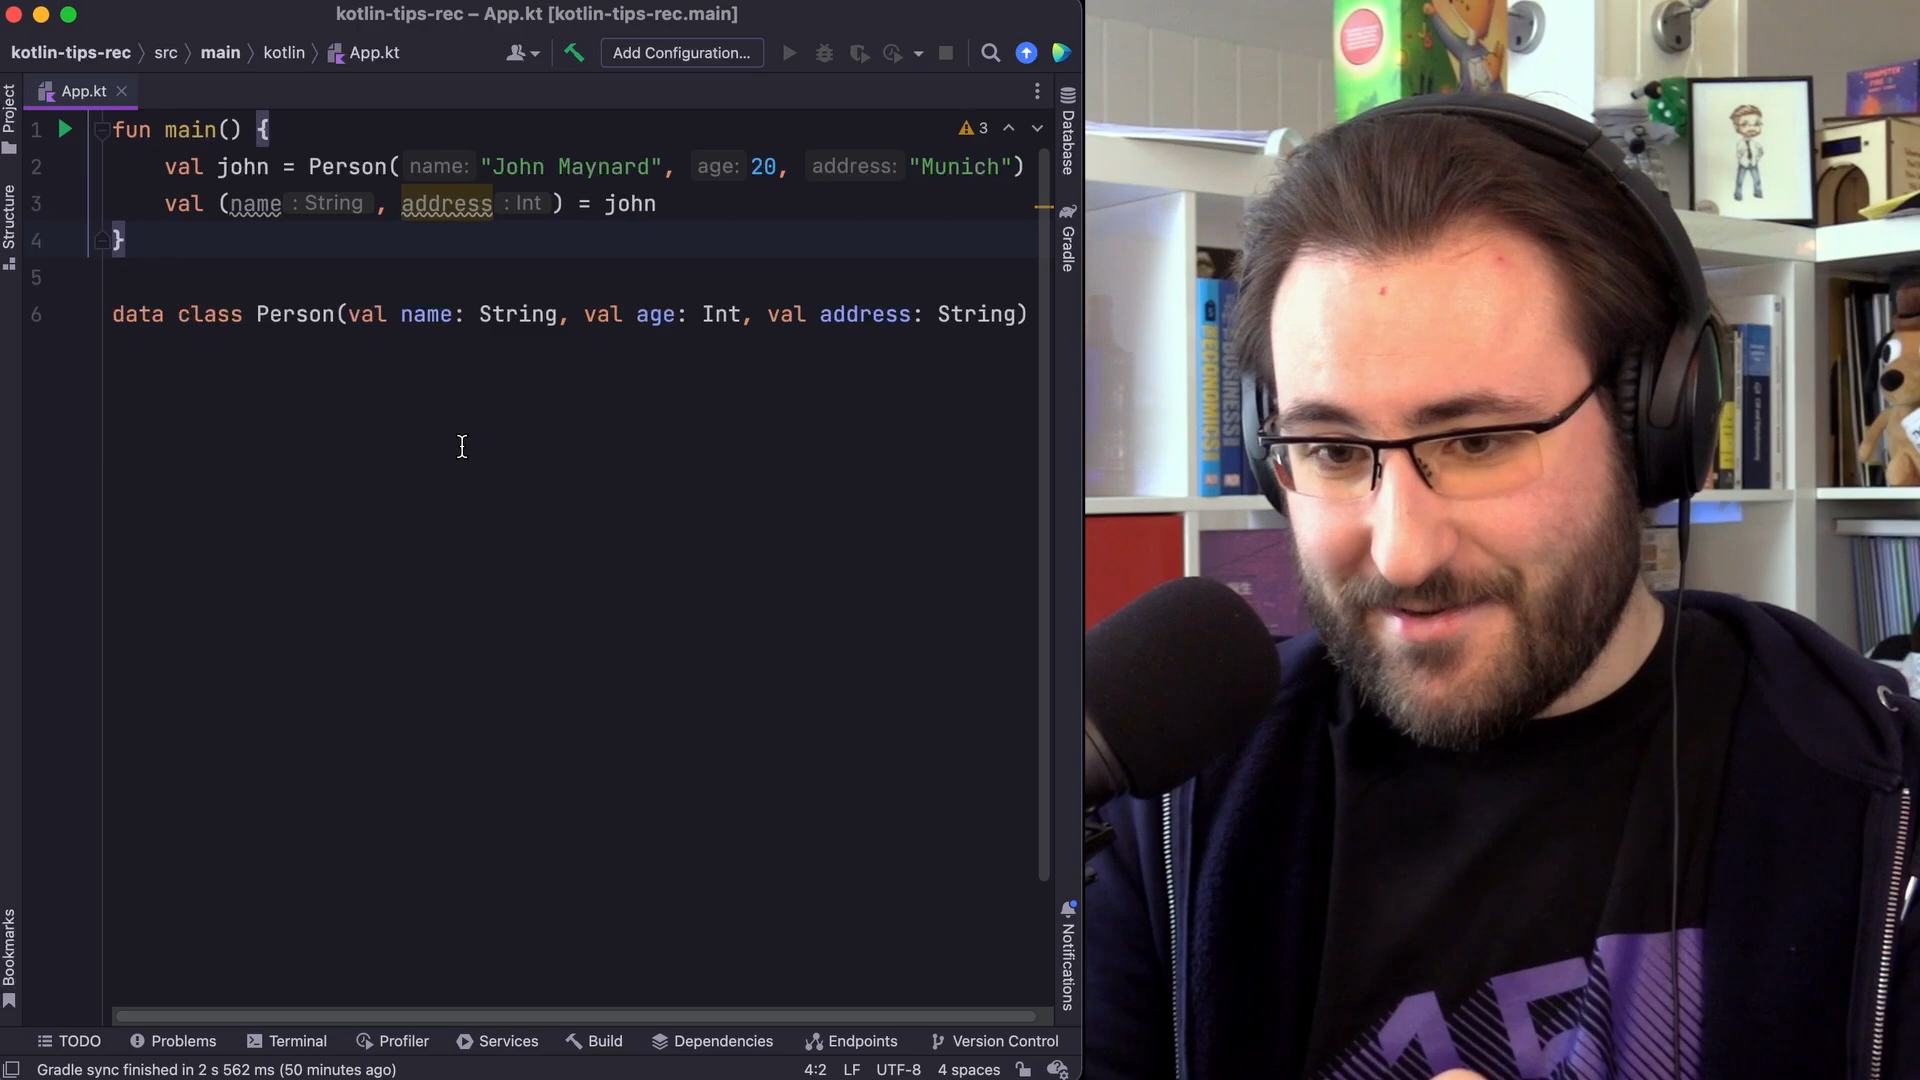 kotlin-tips-rec – App.kt [kotlin-tips-rec.main]
kotlin-tips-rec 〉 src 〉 main 〉 kotlin 〉 App.kt
Add Configuration...
App.kt
Project
Structure
Bookmarks
3
1 fun main() {
2 val john = Person( name: "John Maynard", age: 20, address: "Munich")
3 val (name : String , address : Int ) = john
4 }
5
6 data class Person(val name: String, val age: Int, val address: String)
Database
Gradle
Notifications
TODO Problems Terminal Profiler Services Build Dependencies Endpoints Version Control
Gradle sync finished in 2 s 562 ms (50 minutes ago) 4:2 LF UTF-8 4 spaces
ECONOMICS
BUSINESS
15